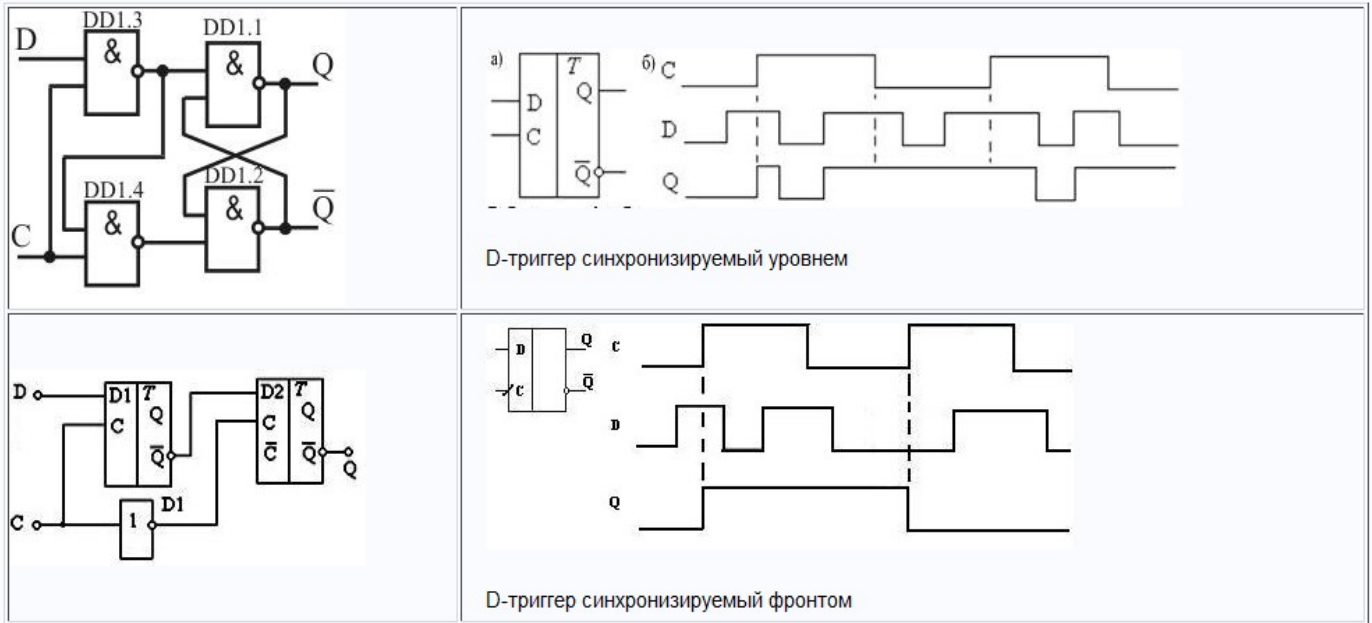 DD1.3
DD1.1
D
&
&
Q
DD1.4
DD1.2
&
&
Q̅
C
а)
T
Q
D
C
Q̅
б)
C
D
Q
D-триггер синхронизируемый уровнем
D
D1
T
Q
C
Q̅
D2
T
Q
C
C̅
Q̅
Q
C
1
D1
D
Q
C
Q̅
C
D
Q
D-триггер синхронизируемый фронтом